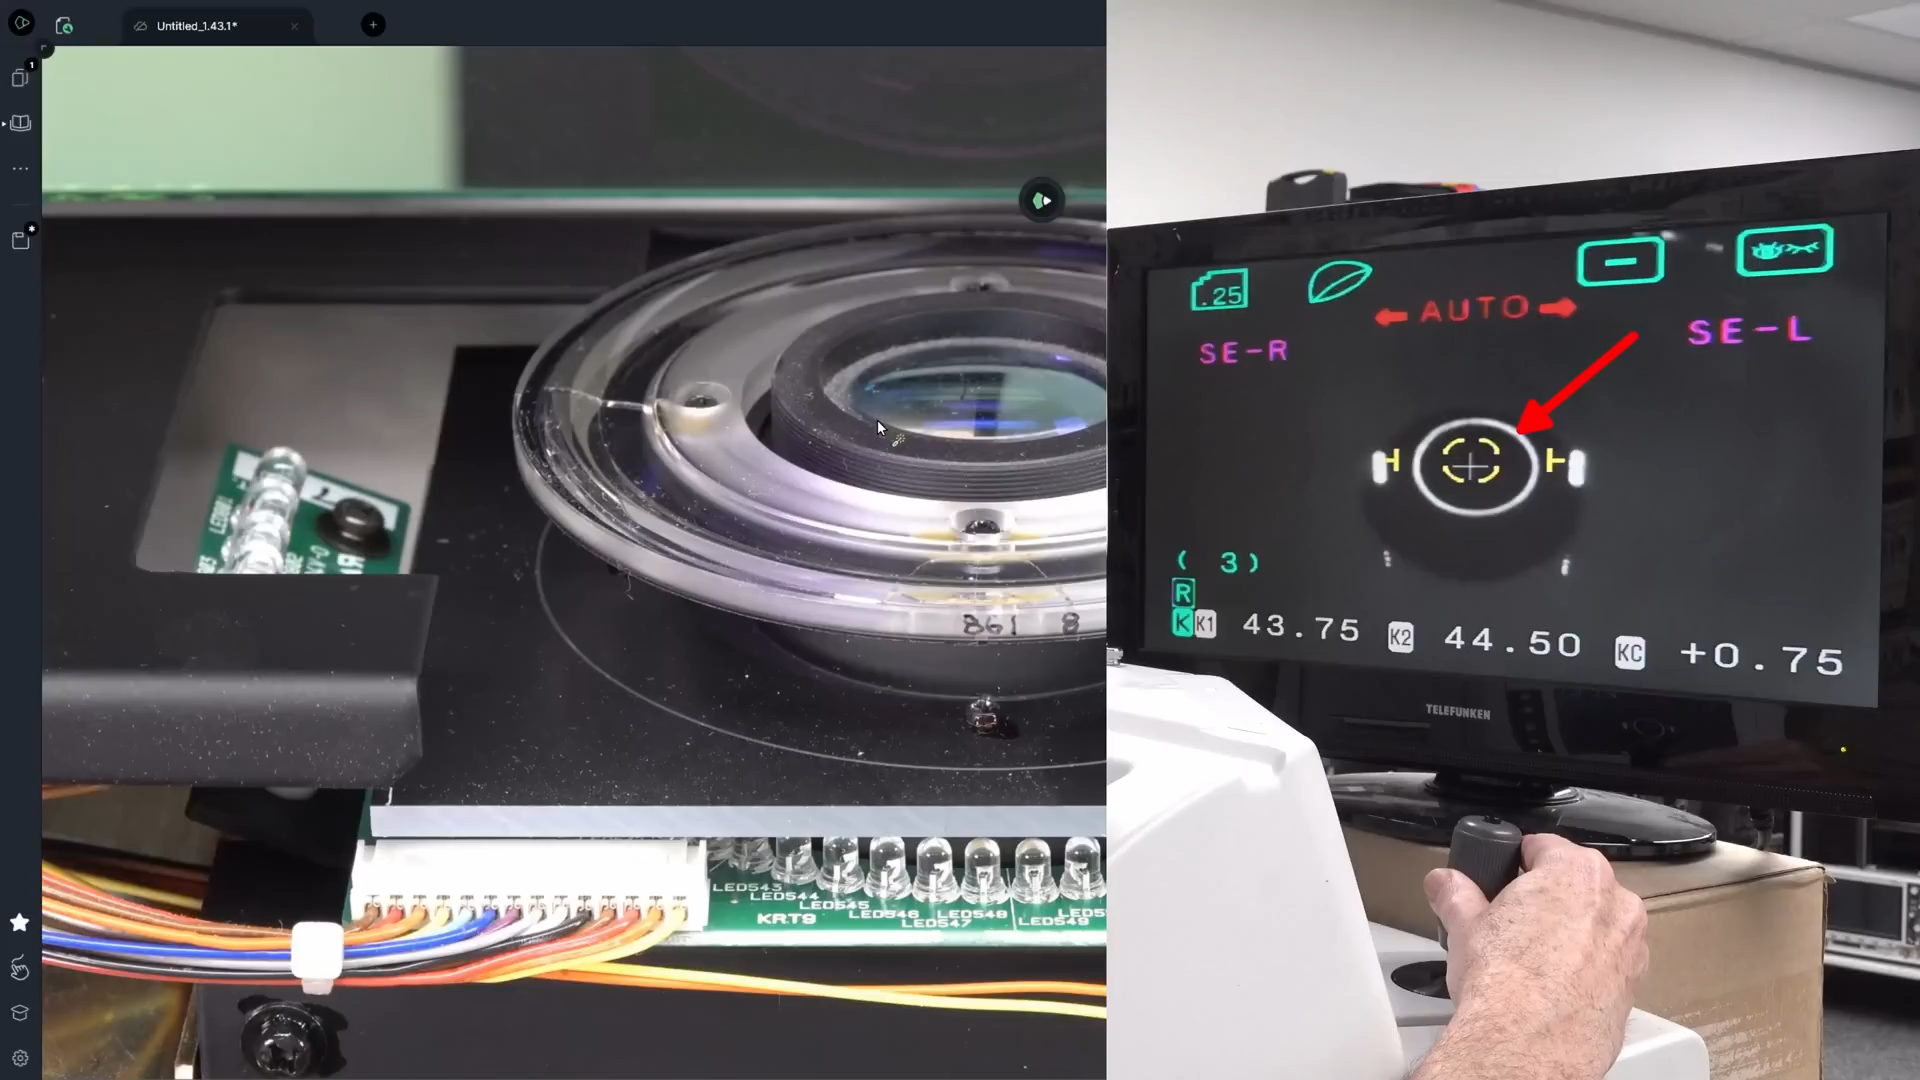 Untitled_1.43.1*
1
861 8
LED543
LED544
LED545
LED546
LED547
LED548
LED549
KRT9
.25
AUTO
SE-R
SE-L
( 3)
R
K K1 43.75 K2 44.50 KC +0.75
TELEFUNKEN